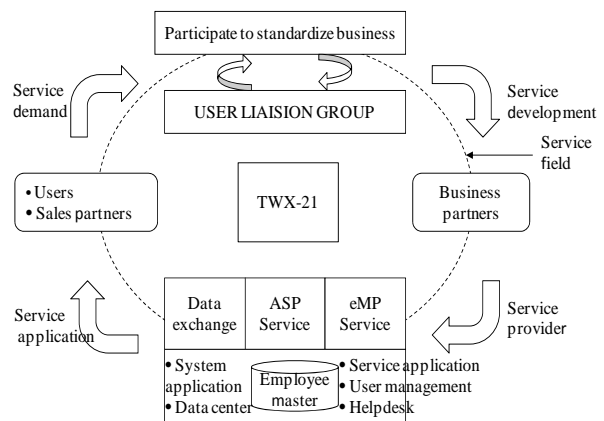 Participate to standardize business
Service
demand
Service
development
USER LIAISION GROUP
Service
field
• Users
• Sales partners
TWX-21
Business
partners
Data
exchange
ASP
Service
eMP
Service
Service
application
Service
provider
• System
application
• Data center
Employee
master
• Service application
• User management
• Helpdesk